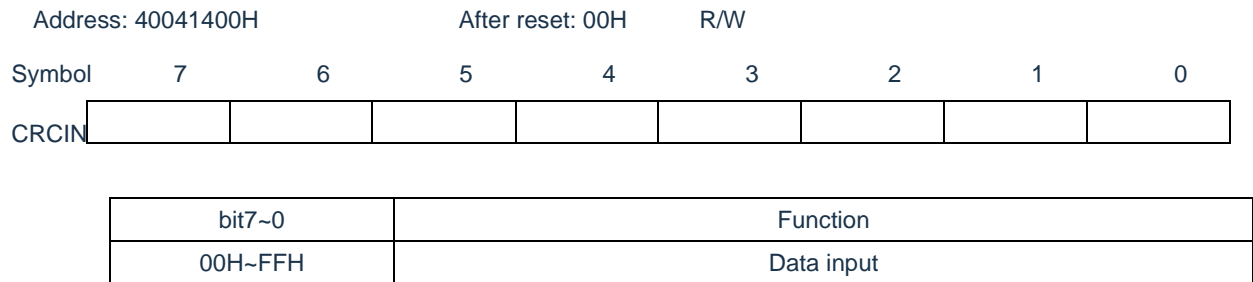 Address: 40041400H After reset: 00H R/W
Symbol 7 6 5 4 3 2 1 0
CRCIN
bit7~0 Function
00H~FFH Data input